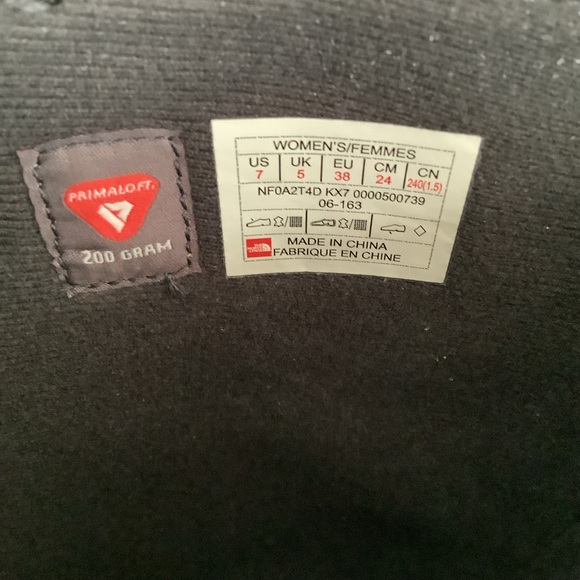 PRIMALOFT
200 GRAM
WOMEN'S/FEMMES
US UK EU CM CN
7 5 38 24 240(1.5)
NF0A2T4D KX7 0000500739
06-163
MADE IN CHINA
FABRIQUE EN CHINE